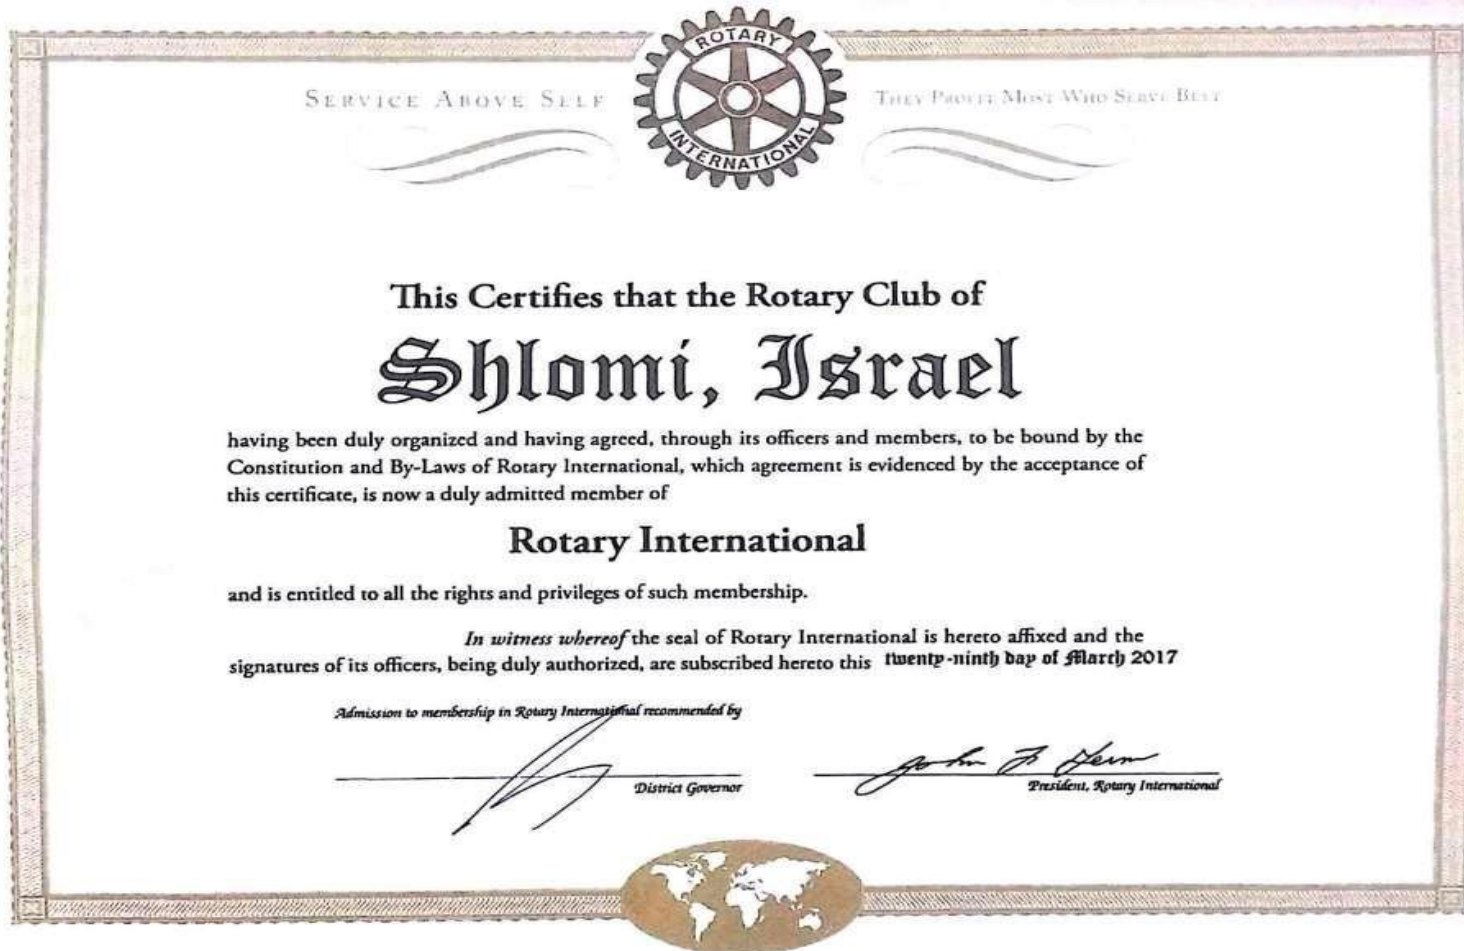 ROTARY
INTERNATIONAL
SERVICE ABOVE SELF
THEY PROFIT MOST WHO SERVE BEST
This Certifies that the Rotary Club of
Shlomi, Israel
having been duly organized and having agreed, through its officers and members, to be bound by the
Constitution and By-Laws of Rotary International, which agreement is evidenced by the acceptance of
this certificate, is now a duly admitted member of
Rotary International
and is entitled to all the rights and privileges of such membership.
In witness whereof the seal of Rotary International is hereto affixed and the
signatures of its officers, being duly authorized, are subscribed hereto this twenty-ninth day of March 2017
Admission to membership in Rotary International recommended by
John F Germ
District Governor
President, Rotary International